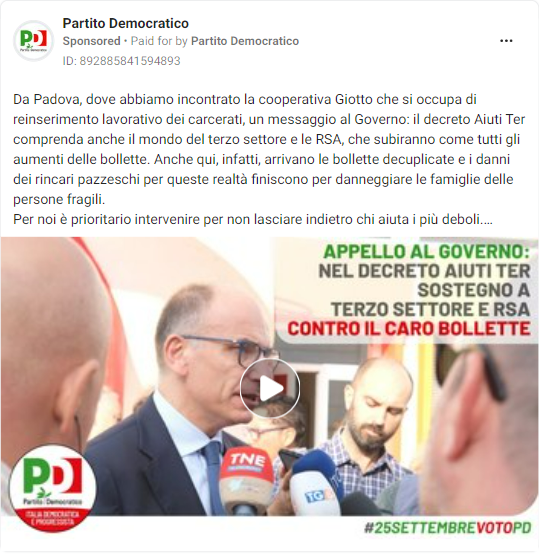 Partito Democratico
Sponsored • Paid for by Partito Democratico
ID: 892885841594893
PD
Partito Democratico
Da Padova, dove abbiamo incontrato la cooperativa Giotto che si occupa di
reinserimento lavorativo dei carcerati, un messaggio al Governo: il decreto Aiuti Ter
comprenda anche il mondo del terzo settore e le RSA, che subiranno come tutti gli
aumenti delle bollette. Anche qui, infatti, arrivano le bollette decuplicate e i danni
dei rincari pazzeschi per queste realtà finiscono per danneggiare le famiglie delle
persone fragili.
Per noi è prioritario intervenire per non lasciare indietro chi aiuta i più deboli.…
APPELLO AL GOVERNO:
NEL DECRETO AIUTI TER
SOSTEGNO A
TERZO SETTORE E RSA
CONTRO IL CARO BOLLETTE
TNE
TG
PD
Partito Democratico
ITALIA DEMOCRATICA
E PROGRESSISTA
#25SETTEMBREVOTOPD